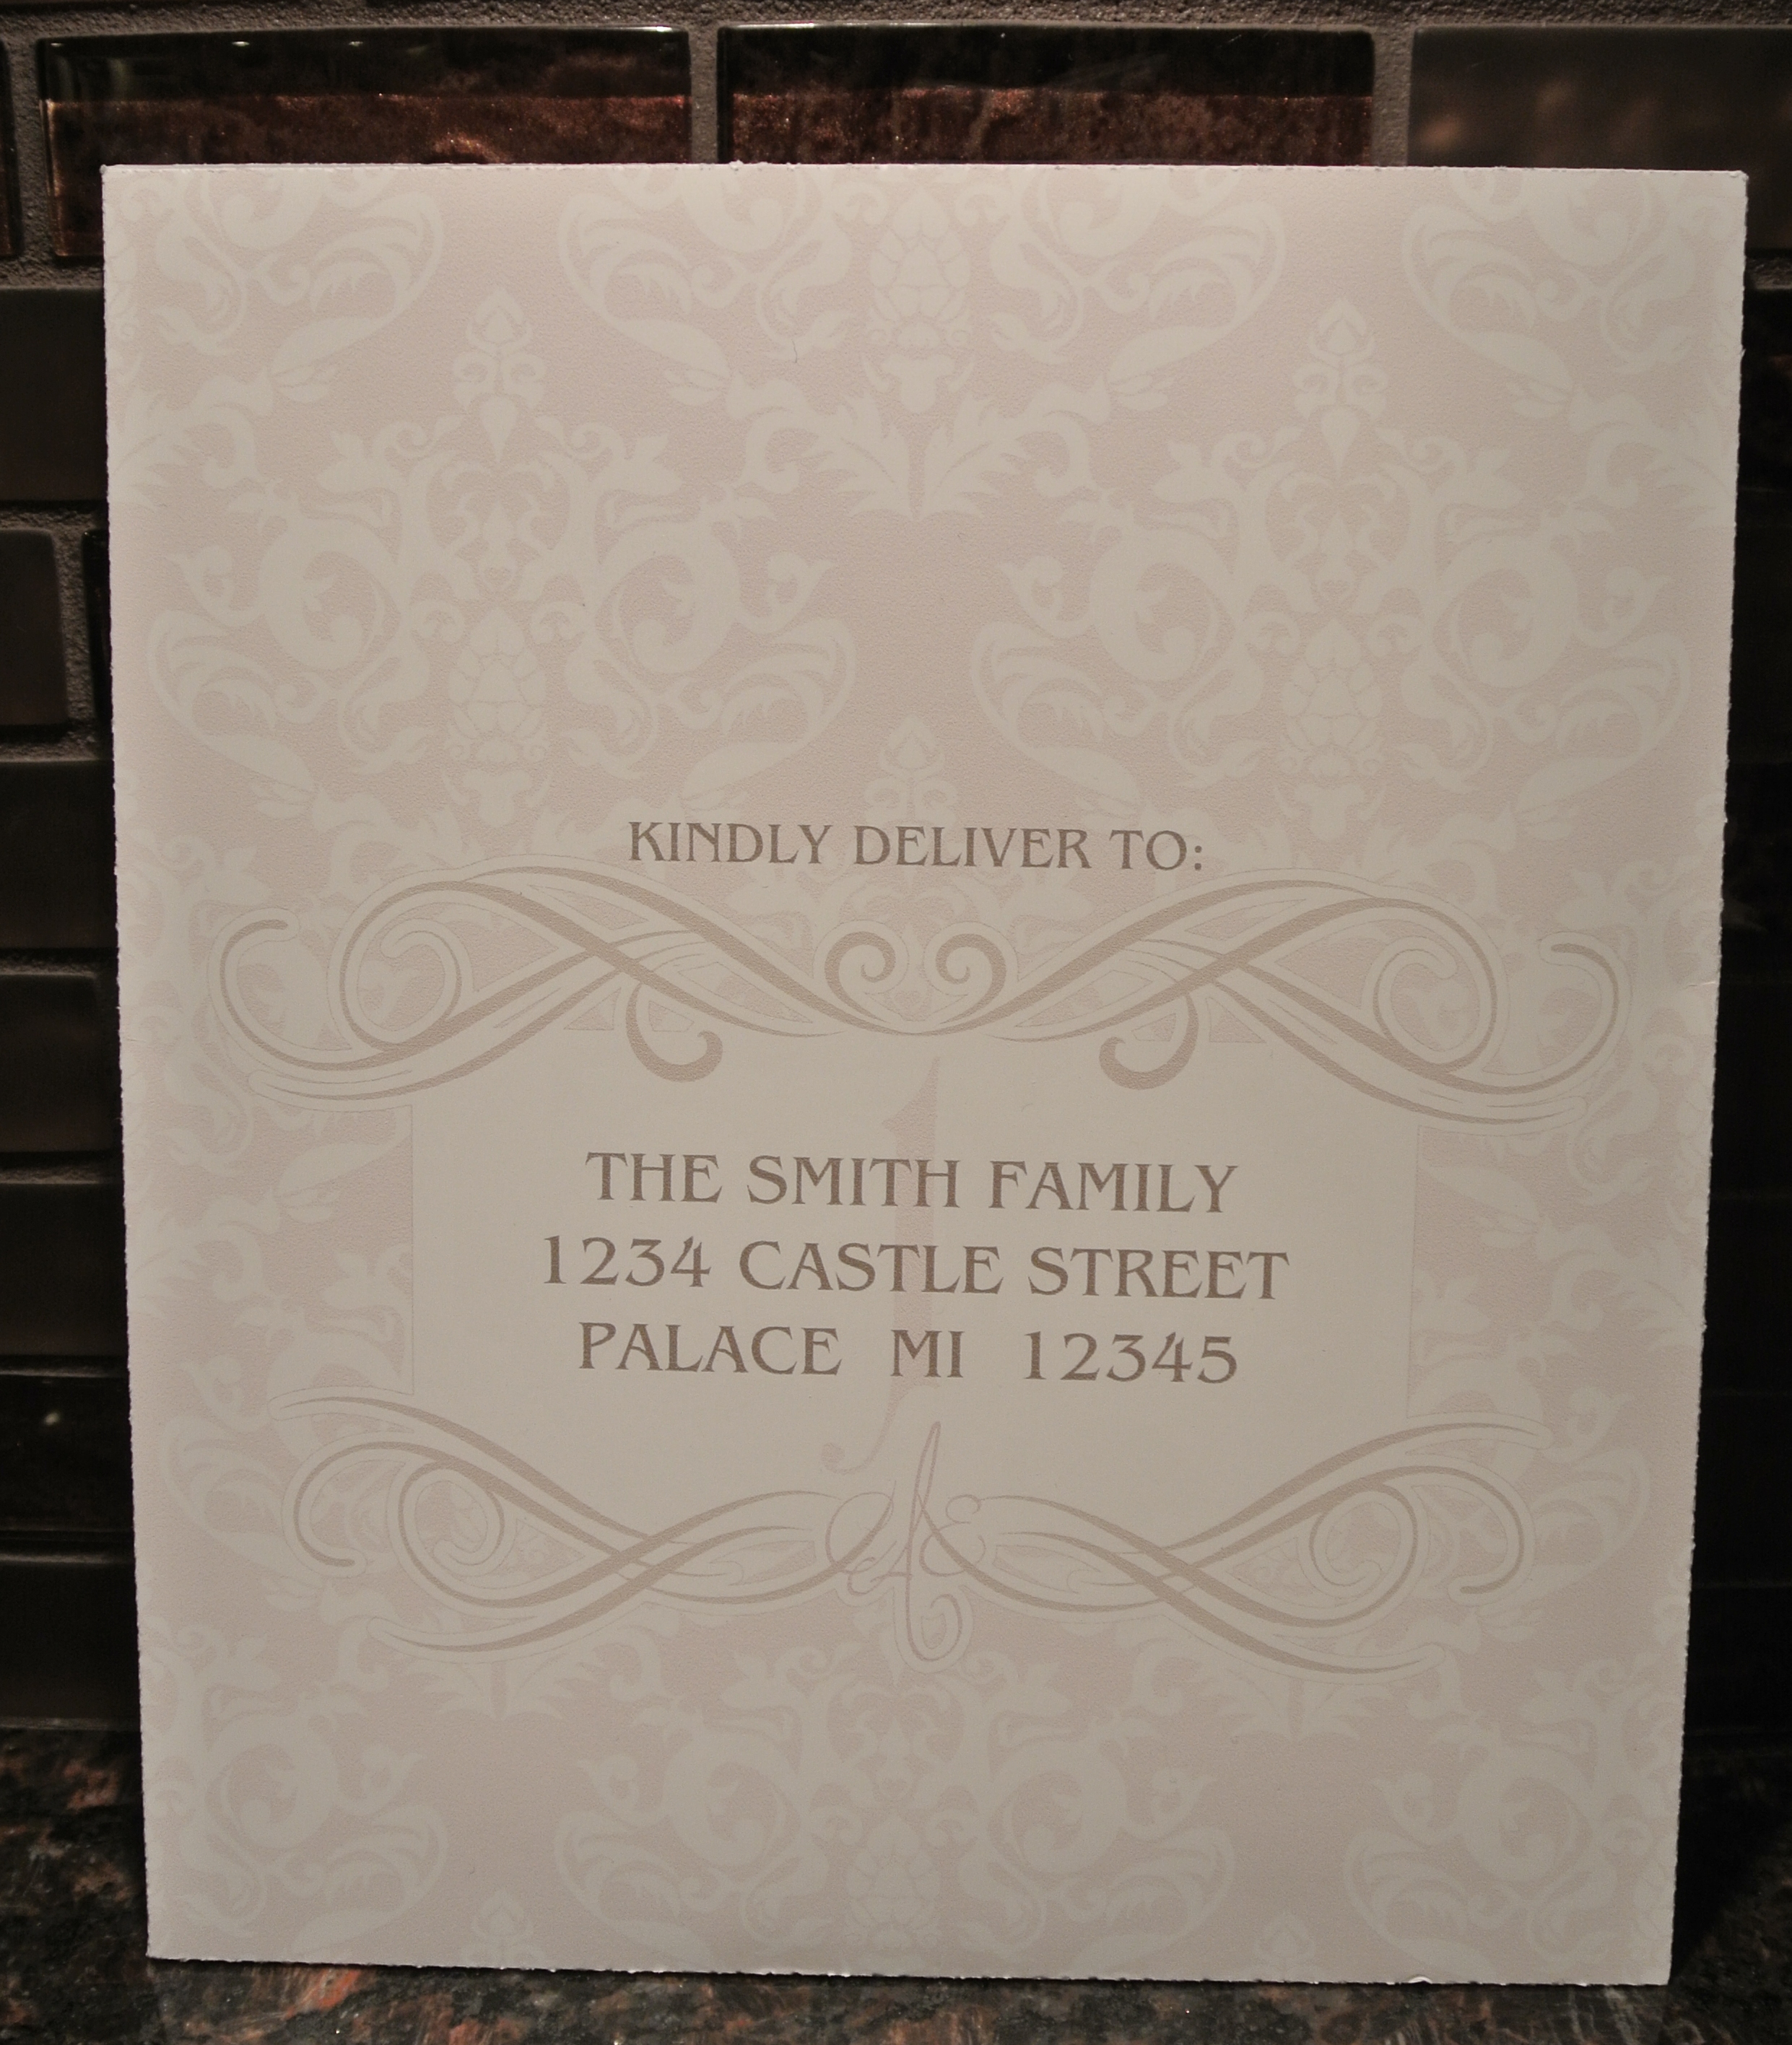 KINDLY DELIVER TO:
THE SMITH FAMILY
1234 CASTLE STREET
PALACE MI 12345